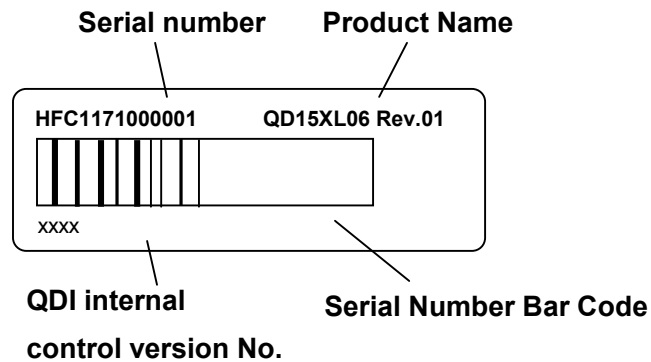 Serial number Product Name
HFC1171000001 QD15XL06 Rev.01
xxxx
QDI internal
control version No.
Serial Number Bar Code